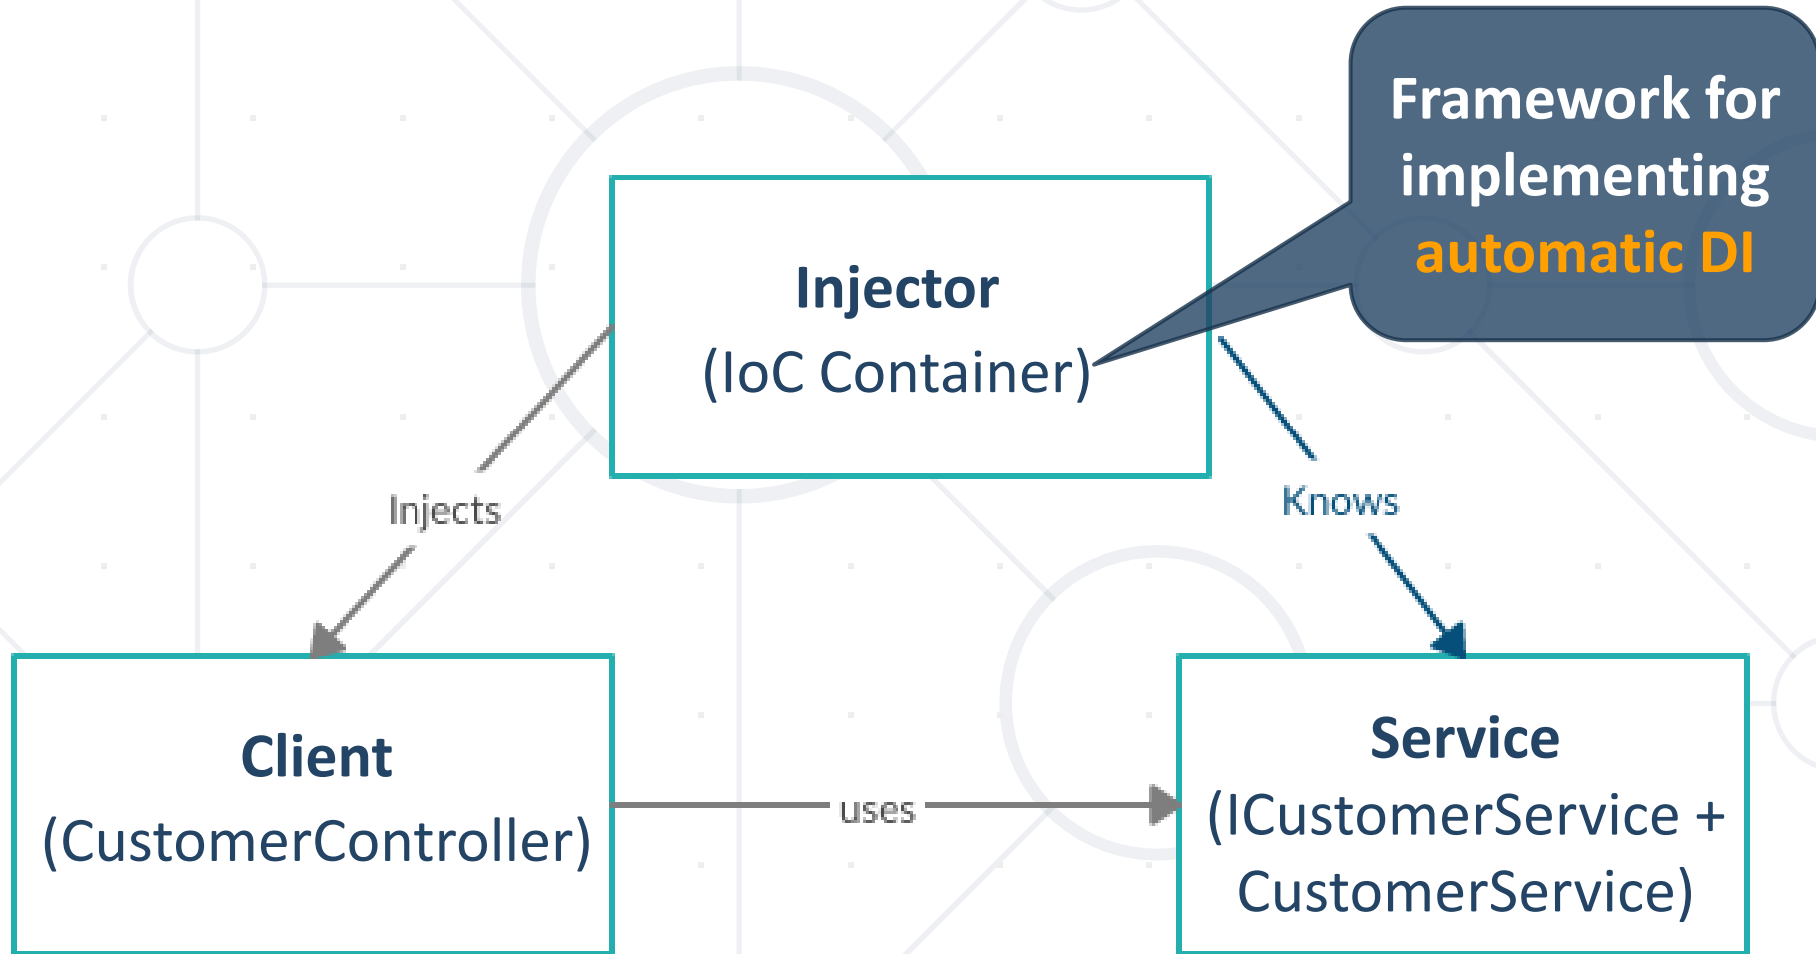 Framework for
implementing
automatic DI
Injector
(IoC Container)
Injects
Knows
Client
(CustomerController)
uses
Service
(ICustomerService +
CustomerService)